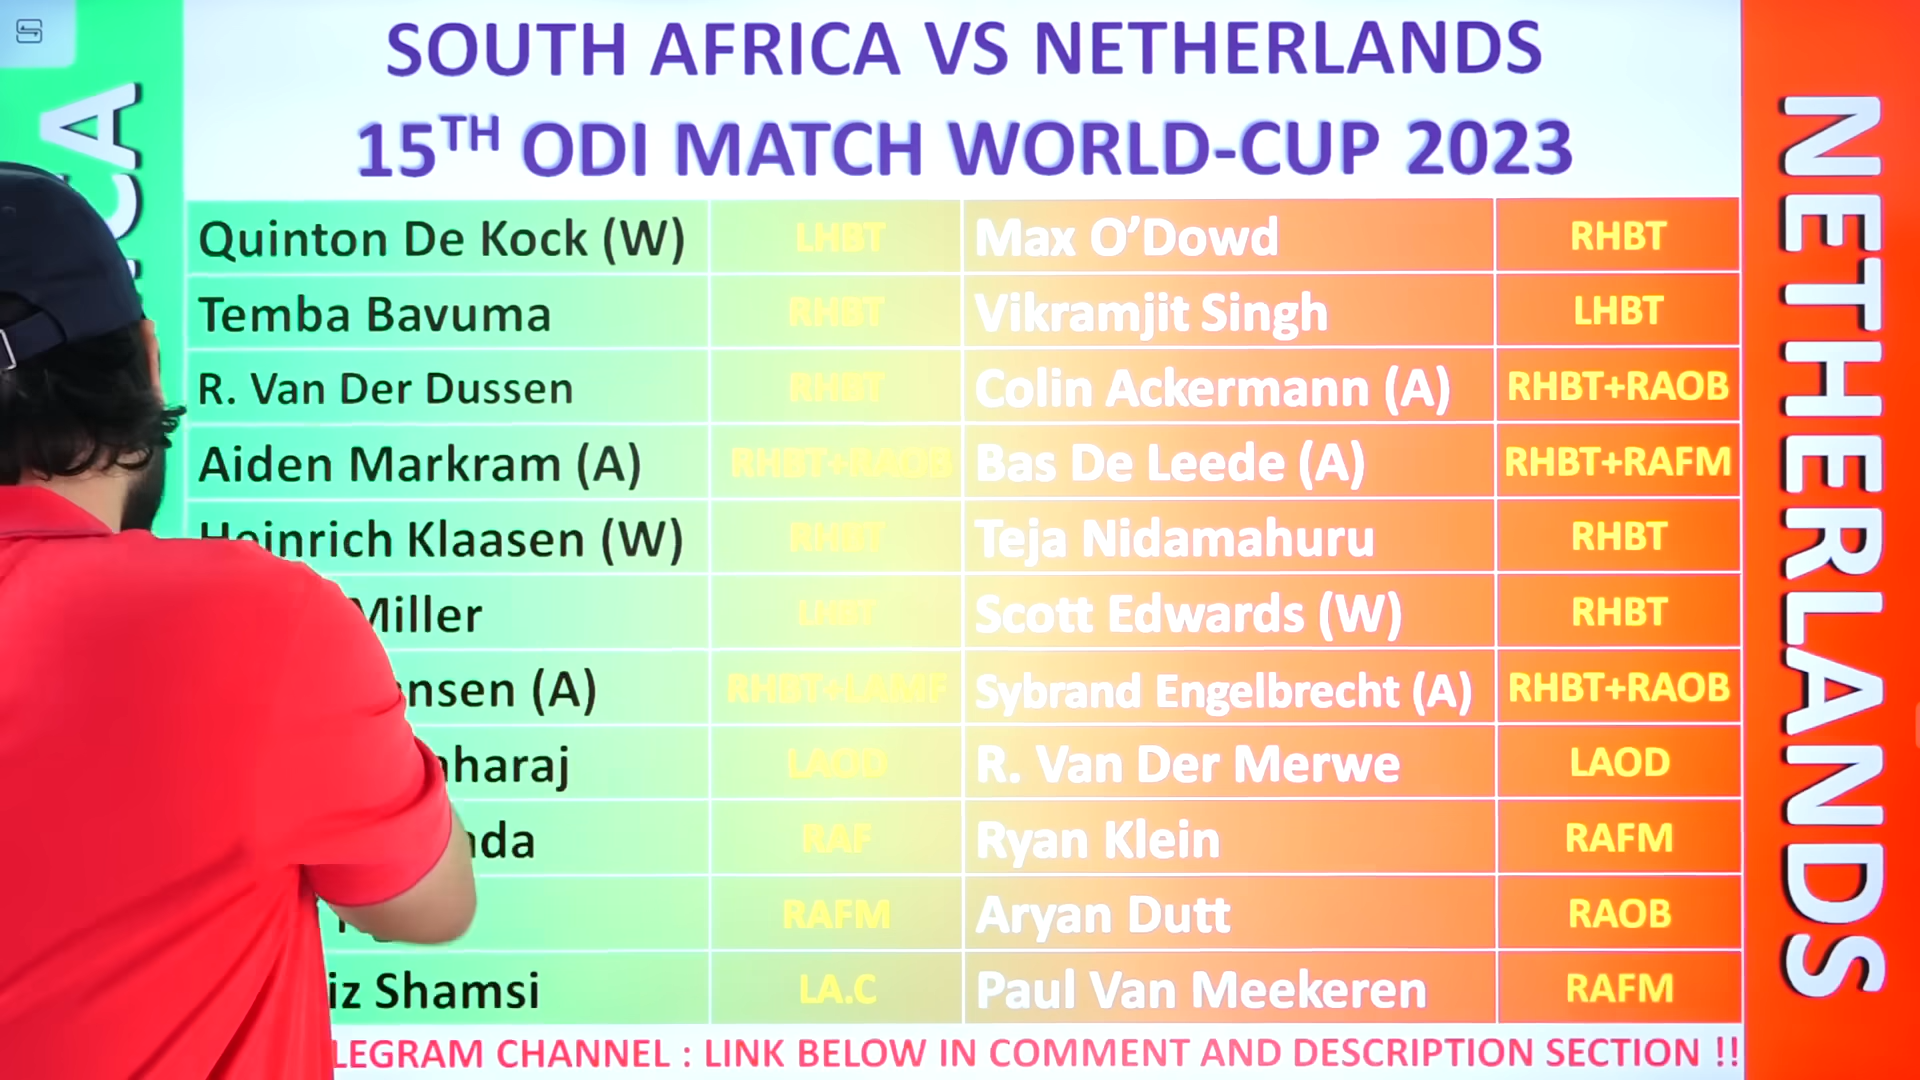 SOUTH AFRICA VS NETHERLANDS
15TH ODI MATCH WORLD-CUP 2023
Quinton De Kock (W) LHBT Max O'Dowd RHBT
Temba Bavuma RHBT Vikramjit Singh LHBT
R. Van Der Dussen RHBT Colin Ackermann (A) RHBT+RAOB
Aiden Markram (A) RHBT+RAOB Bas De Leede (A) RHBT+RAFM
Heinrich Klaasen (W) RHBT Teja Nidamahuru RHBT
Miller LHBT Scott Edwards (W) RHBT
nsen (A) RHBT+LAMF Sybrand Engelbrecht (A) RHBT+RAOB
haraj LAOD R. Van Der Merwe LAOD
da RAF Ryan Klein RAFM
RAFM Aryan Dutt RAOB
iz Shamsi LA.C Paul Van Meekeren RAFM
LEGRAM CHANNEL : LINK BELOW IN COMMENT AND DESCRIPTION SECTION !!
CA
NETHERLANDS